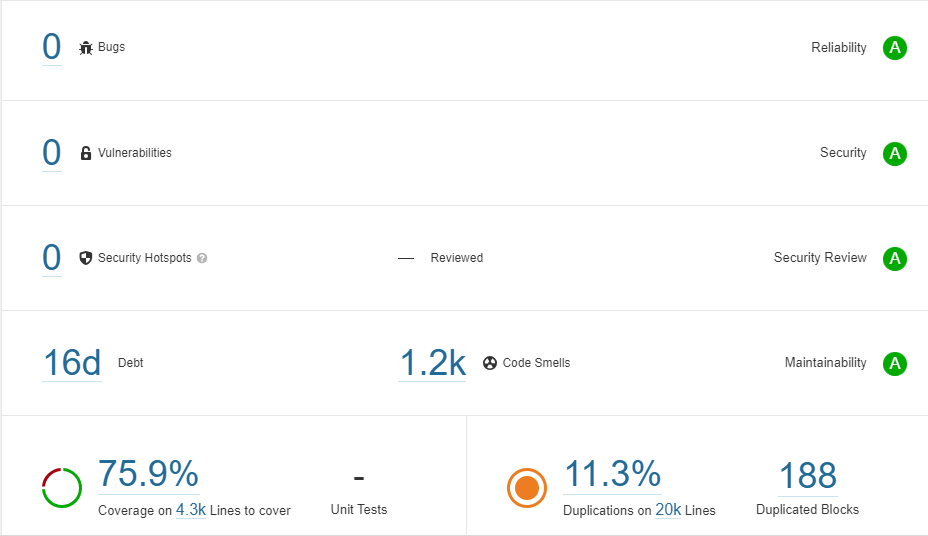 0 Bugs Reliability A
0 Vulnerabilities Security A
0 Security Hotspots ? — Reviewed Security Review A
16d Debt 1.2k Code Smells Maintainability A
75.9% - 11.3% 188
Coverage on 4.3k Lines to cover Unit Tests Duplications on 20k Lines Duplicated Blocks